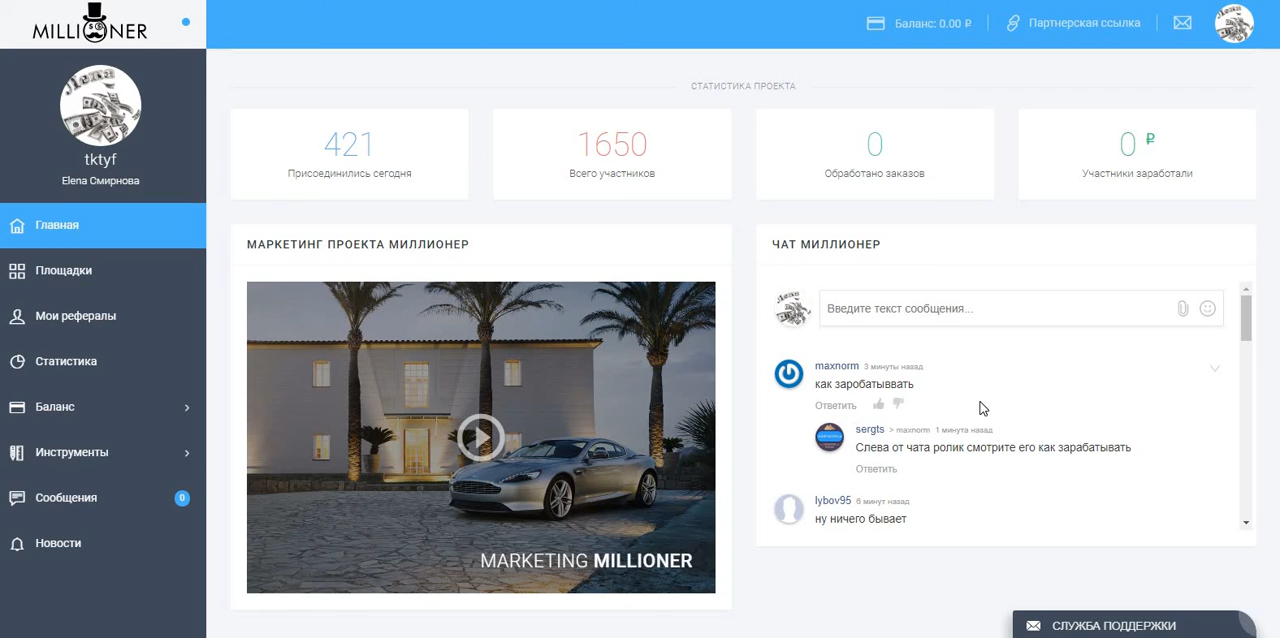 MILLIONER
Баланс: 0.00 ₽
Партнерская ссылка
tktyf
Elena Смирнова
Главная
Площадки
Мои рефералы
Статистика
Баланс
Инструменты
Сообщения
0
Новости
СТАТИСТИКА ПРОЕКТА
421
Присоединились сегодня
1650
Всего участников
0
Обработано заказов
0 ₽
Участники заработали
МАРКЕТИНГ ПРОЕКТА МИЛЛИОНЕР
MARKETING MILLIONER
ЧАТ МИЛЛИОНЕР
Введите текст сообщения...
maxnorm 3 минуты назад
как заробатыввать
Ответить
sergts > maxnorm 1 минута назад
Слева от чата ролик смотрите его как зарабатывать
Ответить
lybov95 6 минут назад
ну ничего бывает
СЛУЖБА ПОДДЕРЖКИ